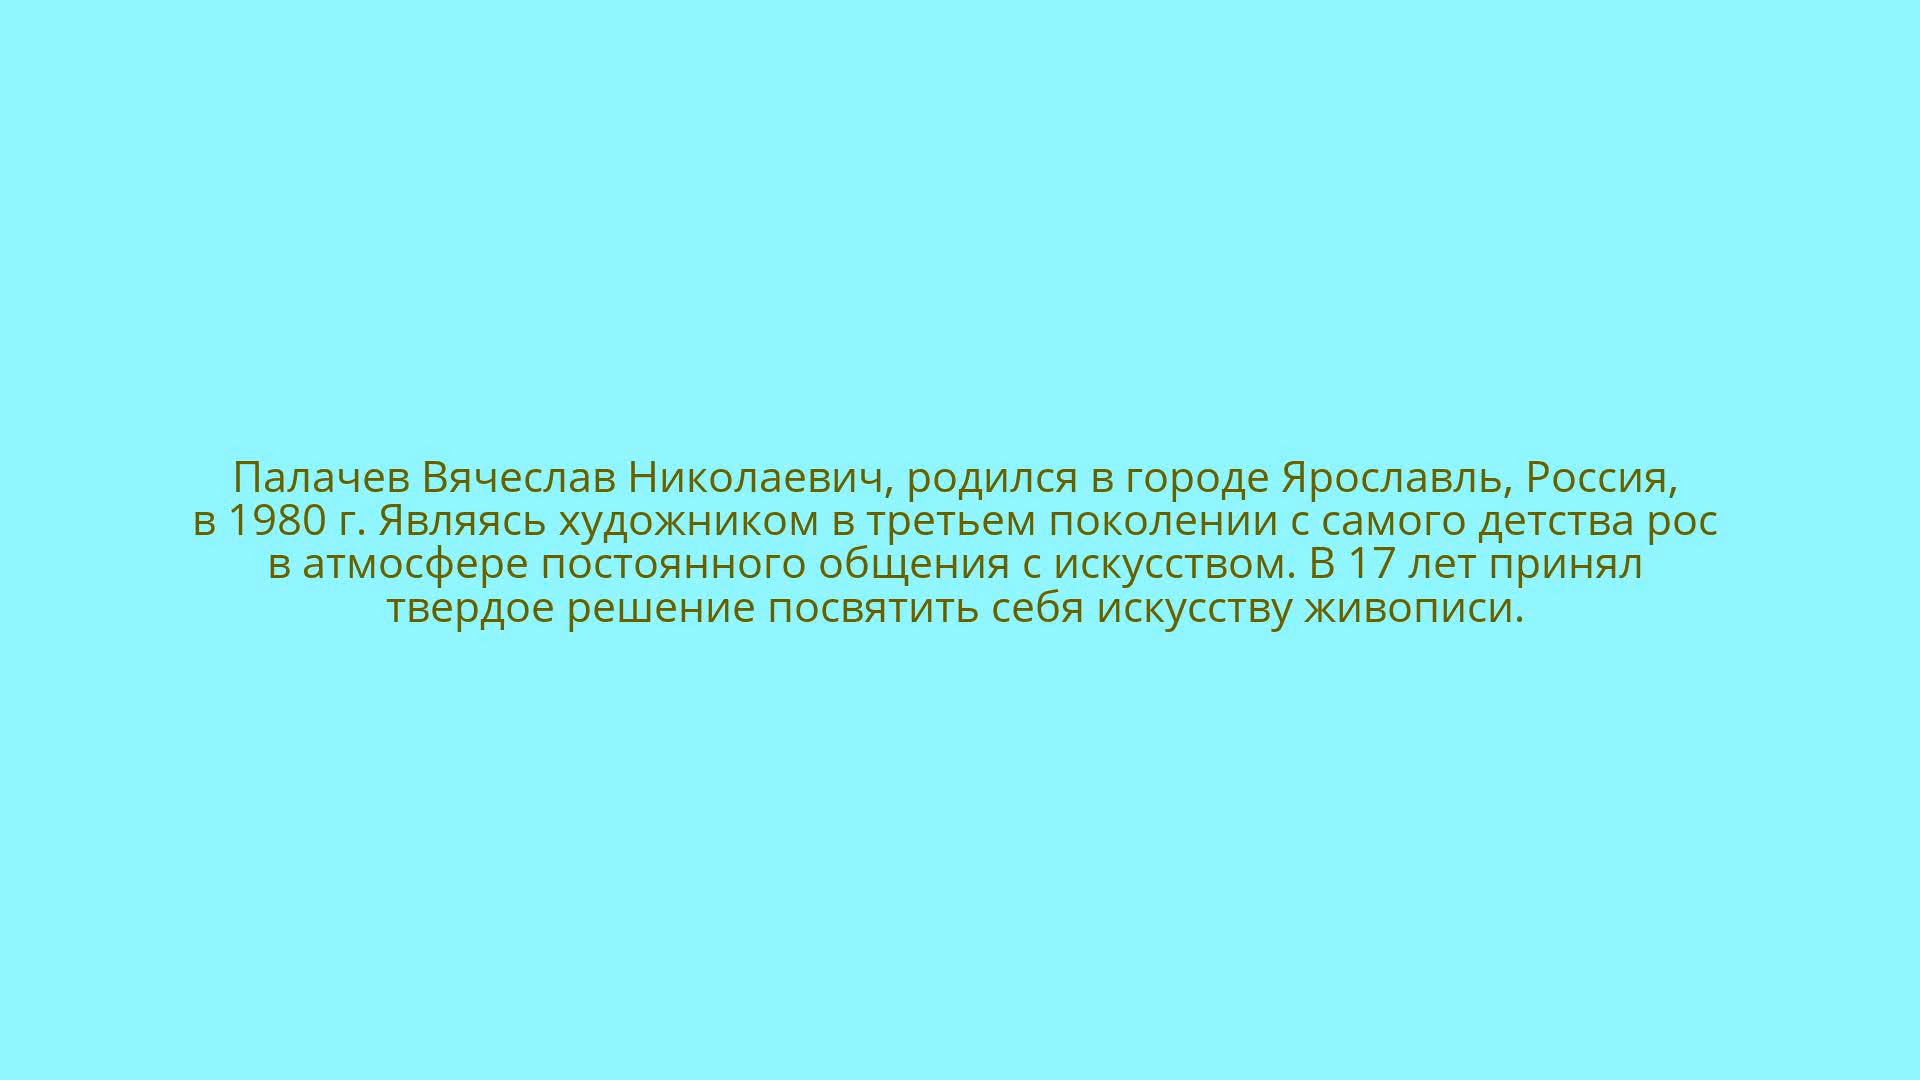 Палачев Вячеслав Николаевич, родился в городе Ярославль, Россия,
в 1980 г. Являясь художником в третьем поколении с самого детства рос
в атмосфере постоянного общения с искусством. В 17 лет принял
твердое решение посвятить себя искусству живописи.